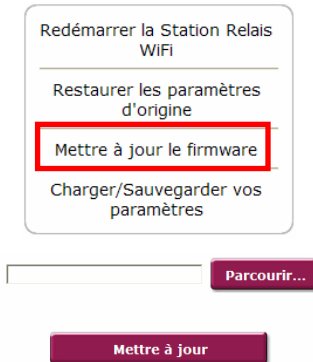 Redémarrer la Station Relais
WiFi
Restaurer les paramètres
d'origine
Mettre à jour le firmware
Charger/Sauvegarder vos
paramètres
Parcourir...
Mettre à jour